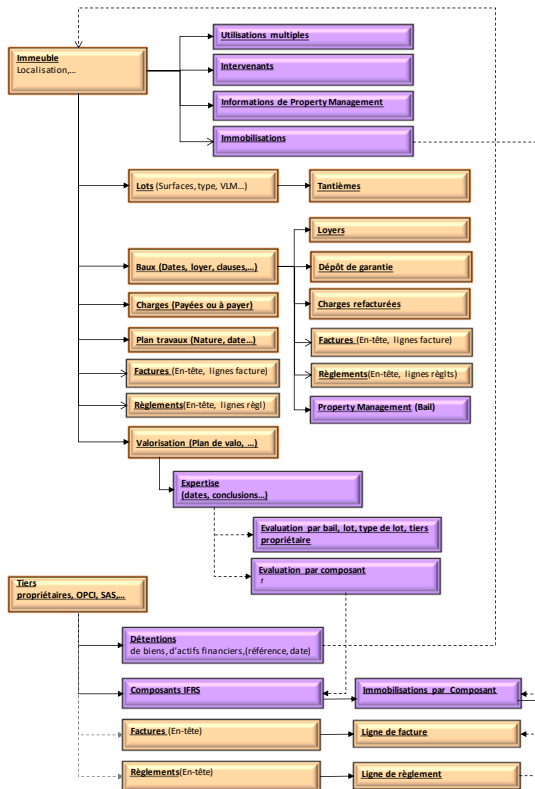 Utilisations multiples
Immeuble
Localisation,...
Intervenants
Informations de Property Management
Immobilisations
Lots (Surfaces, type, VLM...)
Tantièmes
Loyers
Baux (Dates, loyer, clauses,...)
Dépôt de garantie
Charges (Payées ou à payer)
Charges refacturées
Plan travaux (Nature, date...)
Factures (En-tête, lignes facture)
Factures (En-tête, lignes facture)
Règlements(En-tête, lignes règlts)
Règlements(En-tête, lignes règl)
Property Management (Bail)
Valorisation (Plan de valo, ...)
Expertise
(dates, conclusions...)
Evaluation par bail, lot, type de lot, tiers
propriétaire
Evaluation par composant
t
Tiers
propriétaires, OPCI, SAS,...
Détentions
de biens, d'actifs financiers,(référence, date)
Composants IFRS
Immobilisations par Composant
Factures (En-tête)
Ligne de facture
Règlements(En-tête)
Ligne de règlement